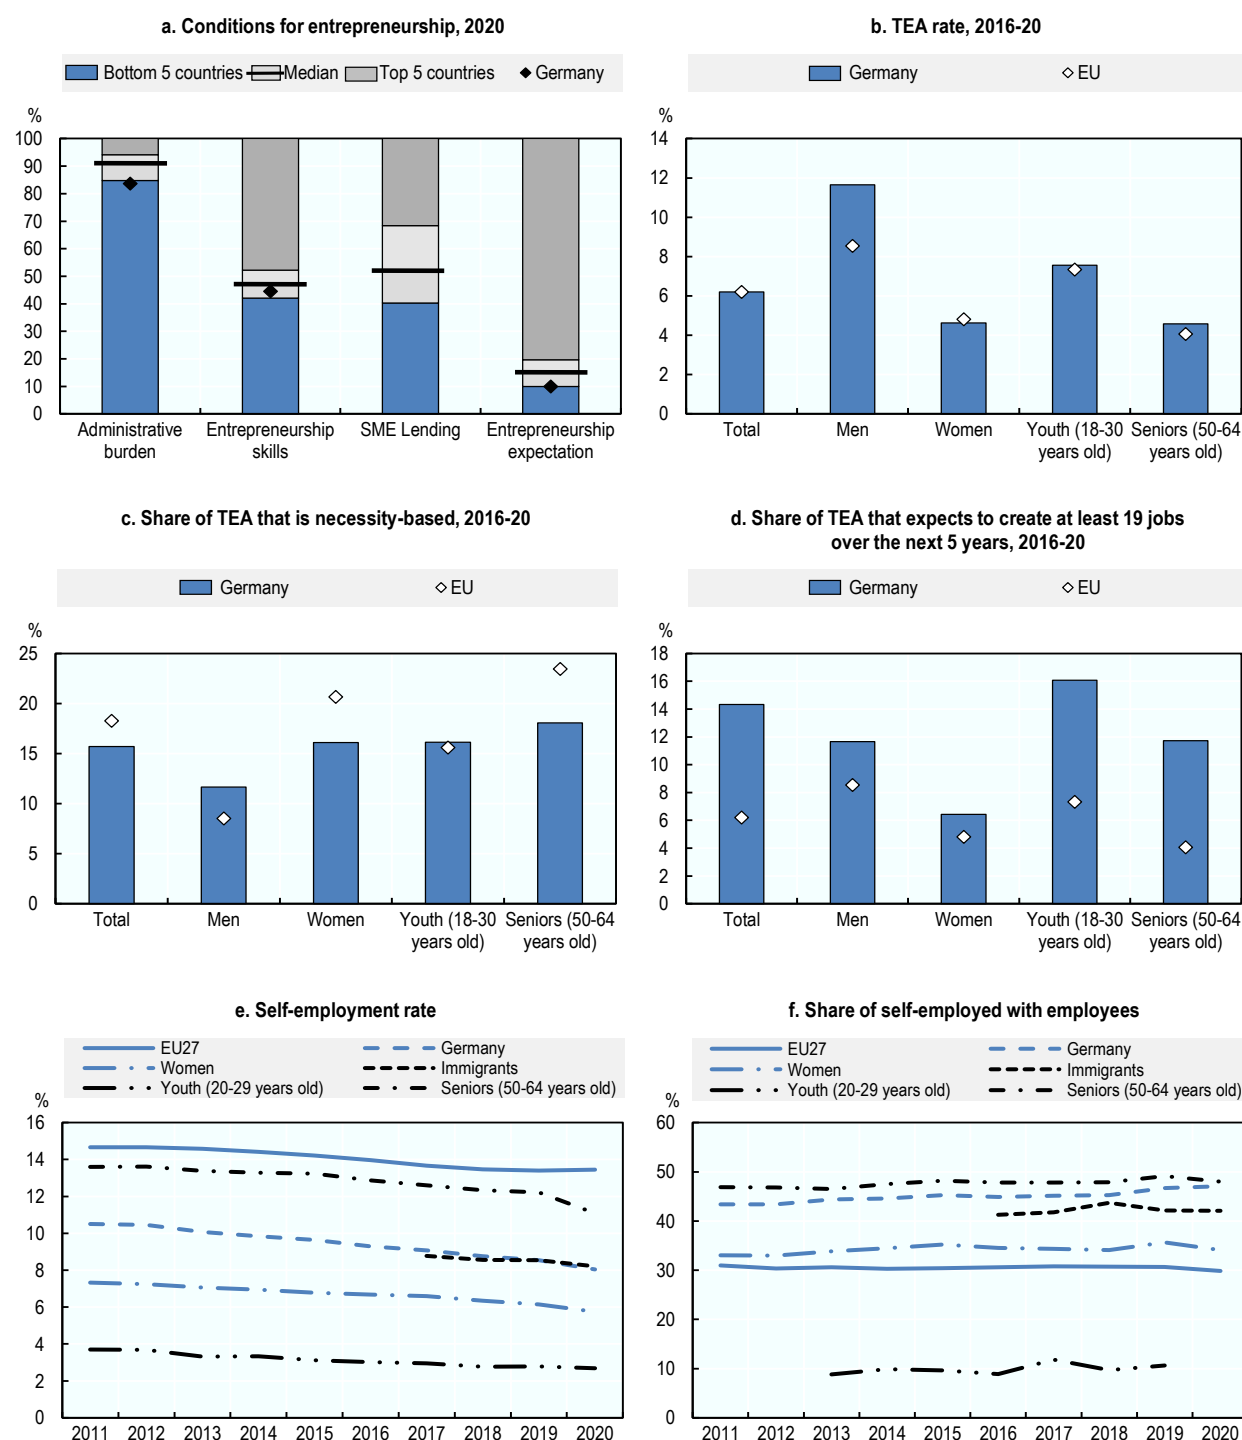 a. Conditions for entrepreneurship, 2020
Bottom 5 countries Median Top 5 countries Germany
%
100
90
80
70
60
50
40
30
20
10
0
Administrative burden
Entrepreneurship skills
SME Lending
Entrepreneurship expectation
b. TEA rate, 2016-20
Germany EU
%
14
12
10
8
6
4
2
0
Total
Men
Women
Youth (18-30 years old)
Seniors (50-64 years old)
c. Share of TEA that is necessity-based, 2016-20
Germany EU
%
25
20
15
10
5
0
Total
Men
Women
Youth (18-30 years old)
Seniors (50-64 years old)
d. Share of TEA that expects to create at least 19 jobs
over the next 5 years, 2016-20
Germany EU
%
18
16
14
12
10
8
6
4
2
0
Total
Men
Women
Youth (18-30 years old)
Seniors (50-64 years old)
e. Self-employment rate
EU27 Germany
Women Immigrants
Youth (20-29 years old) Seniors (50-64 years old)
%
16
14
12
10
8
6
4
2
0
2011 2012 2013 2014 2015 2016 2017 2018 2019 2020
f. Share of self-employed with employees
EU27 Germany
Women Immigrants
Youth (20-29 years old) Seniors (50-64 years old)
%
60
50
40
30
20
10
0
2011 2012 2013 2014 2015 2016 2017 2018 2019 2020